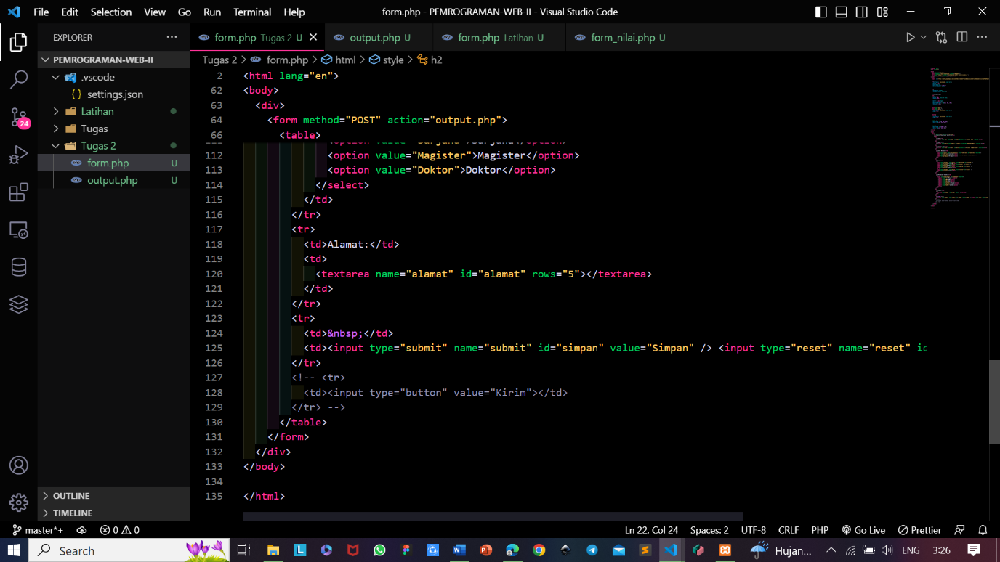 File Edit Selection View Go Run Terminal Help form.php - PEMROGRAMAN-WEB-II - Visual Studio Code
EXPLORER
form.php Tugas 2 U
output.php U
form.php Latihan U
form_nilai.php U
PEMROGRAMAN-WEB-II
.vscode
settings.json
Latihan
Tugas
Tugas 2
form.php U
output.php U
24
OUTLINE
TIMELINE
Tugas 2 > form.php > html > style > h2
2 <html lang="en">
62 <body>
63 <div>
64 <form method="POST" action="output.php">
66 <table>
112 <option value="Magister">Magister</option>
113 <option value="Doktor">Doktor</option>
114 </select>
115 </td>
116 </tr>
117 <tr>
118 <td>Alamat:</td>
119 <td>
120 <textarea name="alamat" id="alamat" rows="5"></textarea>
121 </td>
122 </tr>
123 <tr>
124 <td>&nbsp;</td>
125 <td><input type="submit" name="submit" id="simpan" value="Simpan" /> <input type="reset" name="reset" id
126 </tr>
127 <!-- <tr>
128 <td><input type="button" value="Kirim"></td>
129 </tr> -->
130 </table>
131 </form>
132 </div>
133 </body>
134
135 </html>
master*+ 0 0 Ln 22, Col 24 Spaces: 2 UTF-8 CRLF PHP Go Live Prettier
Search Hujan... ENG 3:26